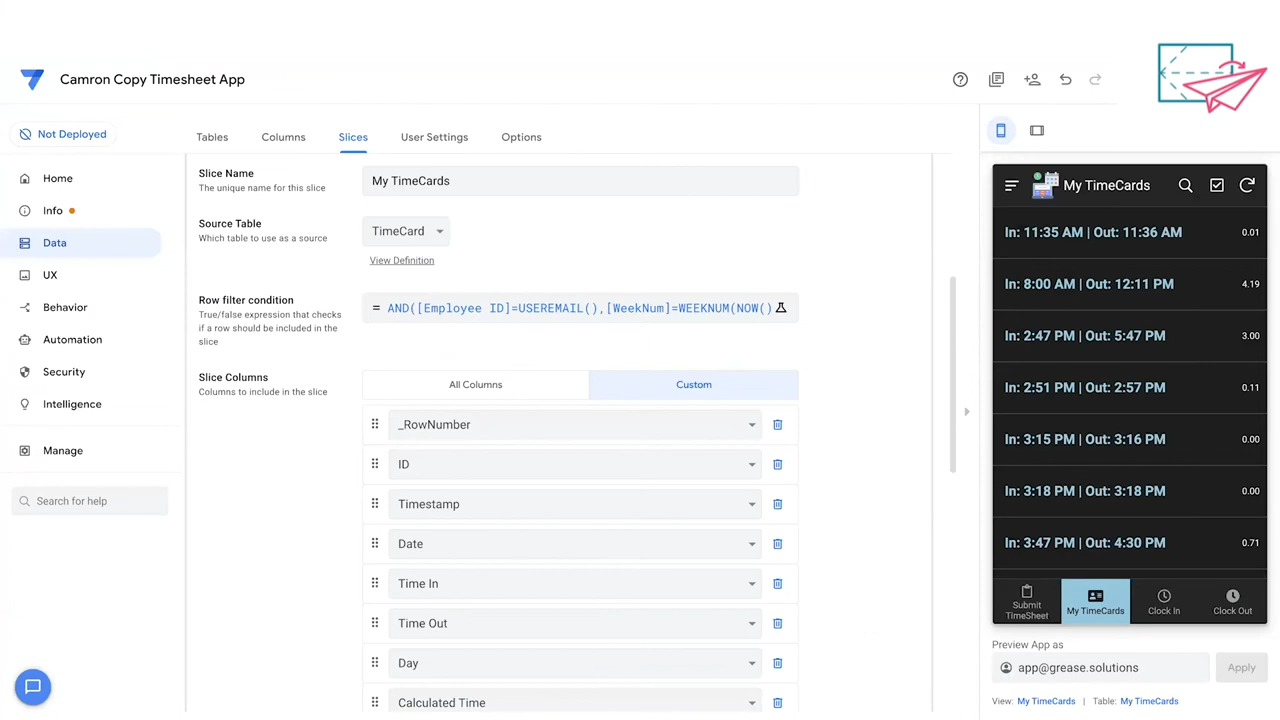 Camron Copy Timesheet App
Not Deployed
Home
Info
Data
UX
Behavior
Automation
Security
Intelligence
Manage
Search for help
Tables
Columns
Slices
User Settings
Options
Slice Name
The unique name for this slice
My TimeCards
Source Table
Which table to use as a source
TimeCard
View Definition
Row filter condition
True/false expression that checks
if a row should be included in the
slice
= AND([Employee ID]=USEREMAIL(),[WeekNum]=WEEKNUM(NOW()
Slice Columns
Columns to include in the slice
All Columns
Custom
_RowNumber
ID
Timestamp
Date
Time In
Time Out
Day
Calculated Time
My TimeCards
In: 11:35 AM | Out: 11:36 AM 0.01
In: 8:00 AM | Out: 12:11 PM 4.19
In: 2:47 PM | Out: 5:47 PM 3.00
In: 2:51 PM | Out: 2:57 PM 0.11
In: 3:15 PM | Out: 3:16 PM 0.00
In: 3:18 PM | Out: 3:18 PM 0.00
In: 3:47 PM | Out: 4:30 PM 0.71
Submit
TimeSheet
My TimeCards
Clock In
Clock Out
Preview App as
app@grease.solutions
Apply
View: My TimeCards | Table: My TimeCards